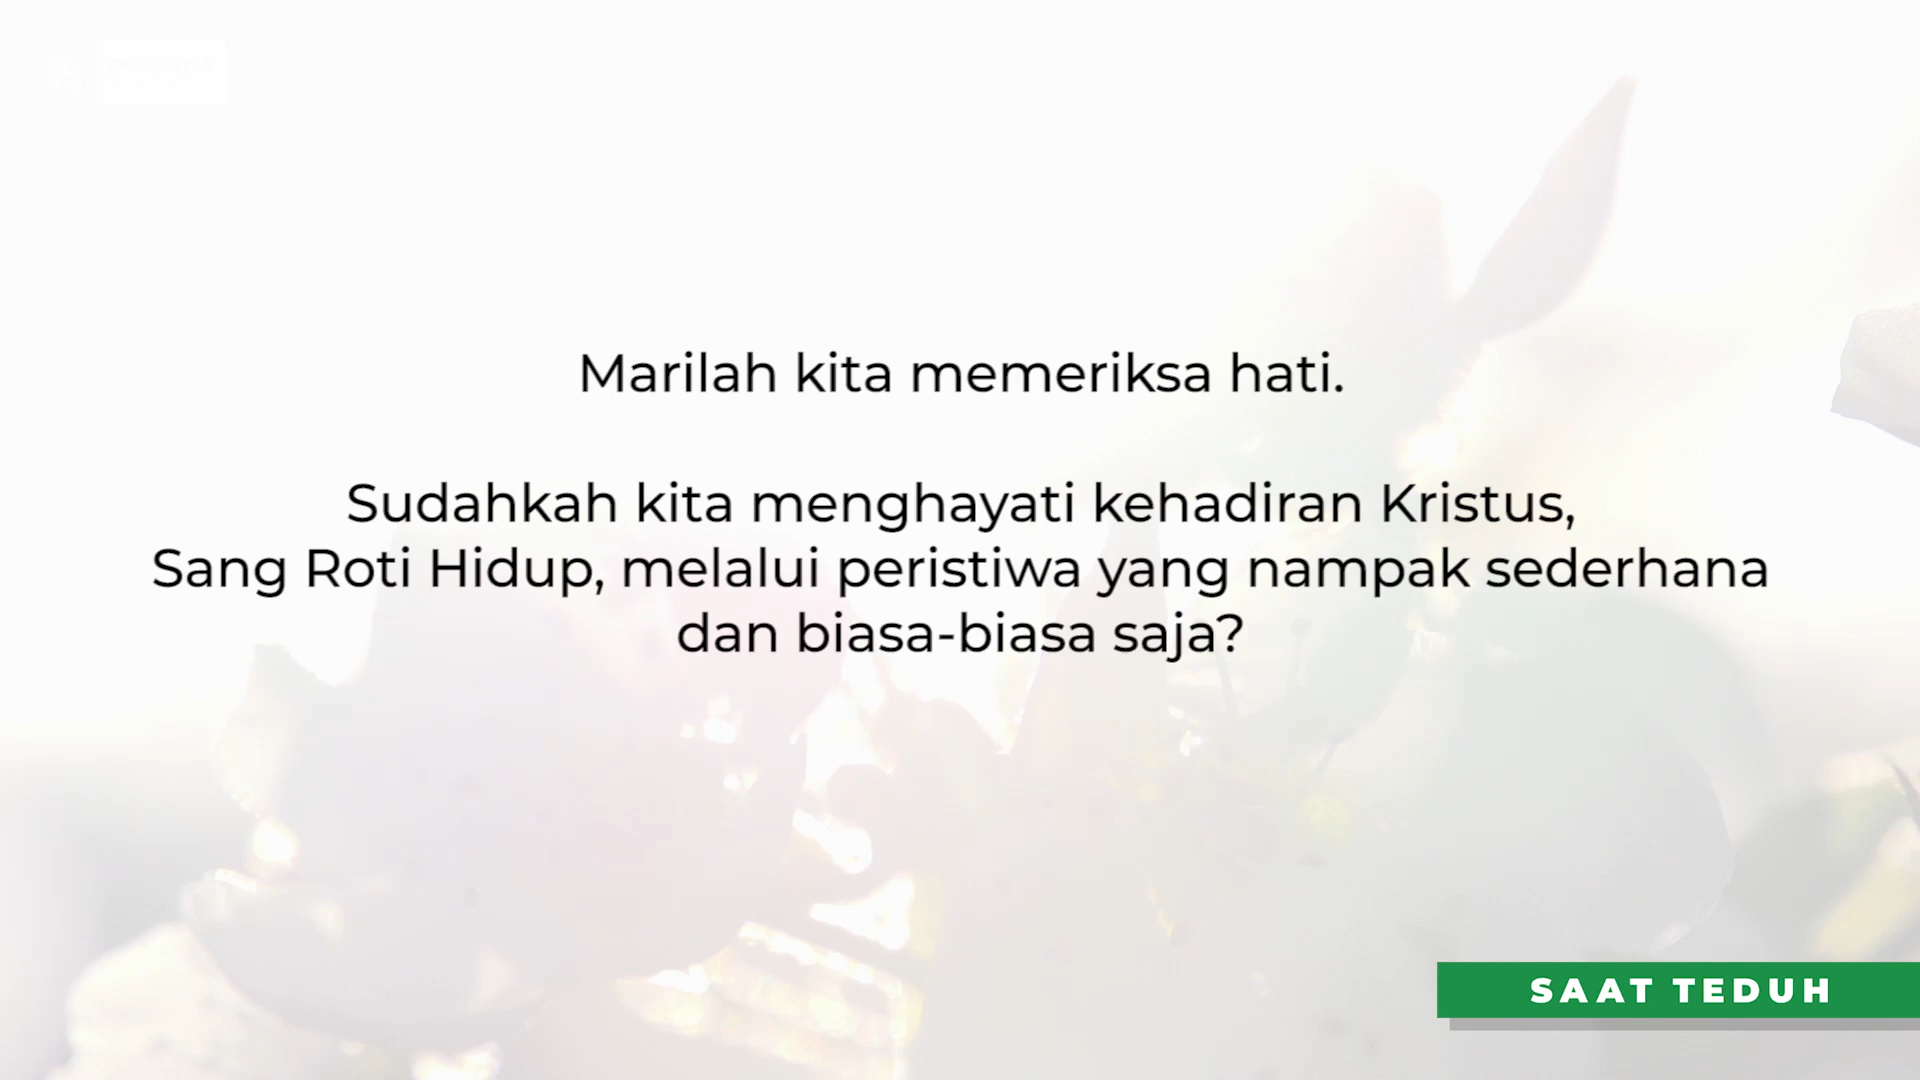 Marilah kita memeriksa hati.
Sudahkah kita menghayati kehadiran Kristus,
Sang Roti Hidup, melalui peristiwa yang nampak sederhana
dan biasa-biasa saja?
SAAT TEDUH